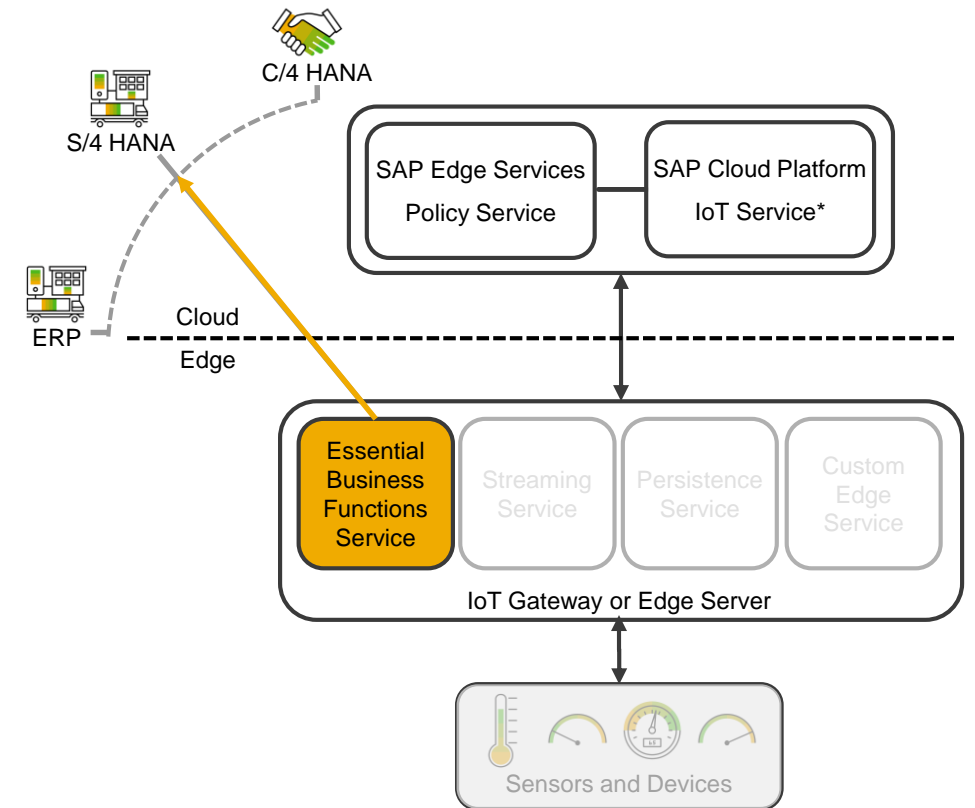 C/4 HANA
S/4 HANA
SAP Edge Services
Policy Service
SAP Cloud Platform
IoT Service*
ERP
Cloud
Edge
Essential
Business
Functions
Service
Streaming
Service
Persistence
Service
Custom
Edge
Service
IoT Gateway or Edge Server
Sensors and Devices